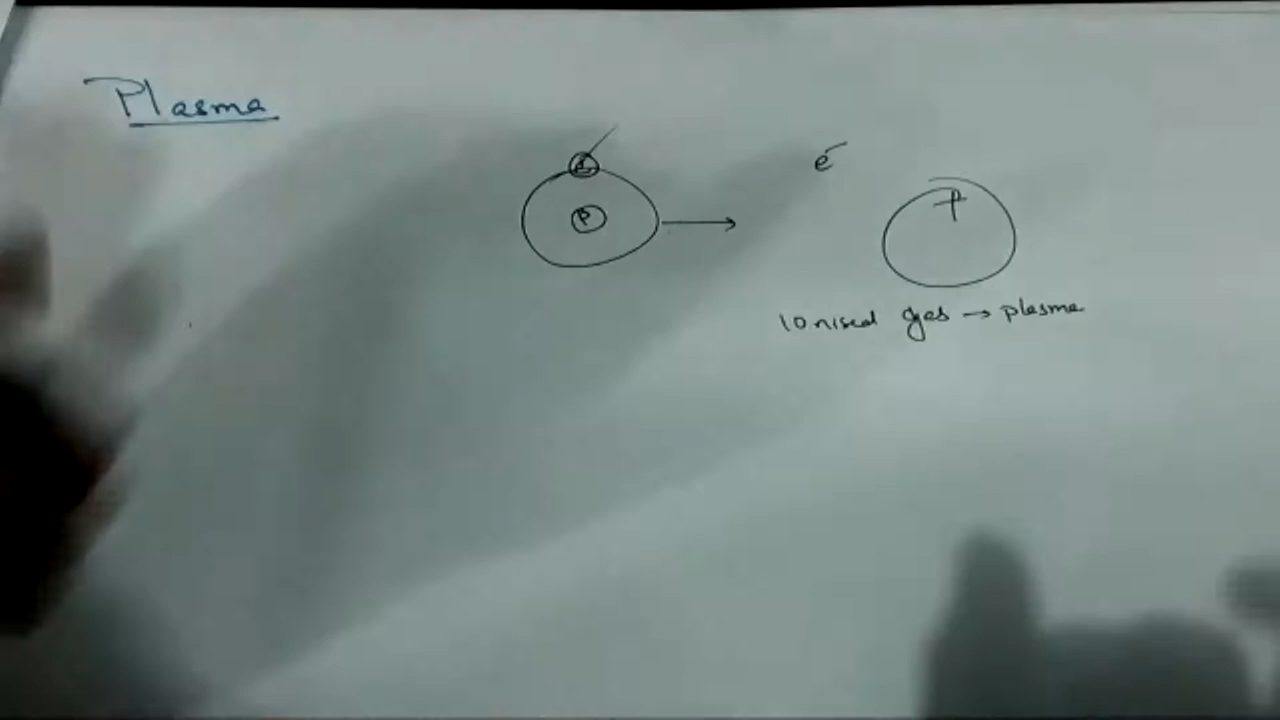 Plasma
e⁻
P
+
Ionised gas → plasma